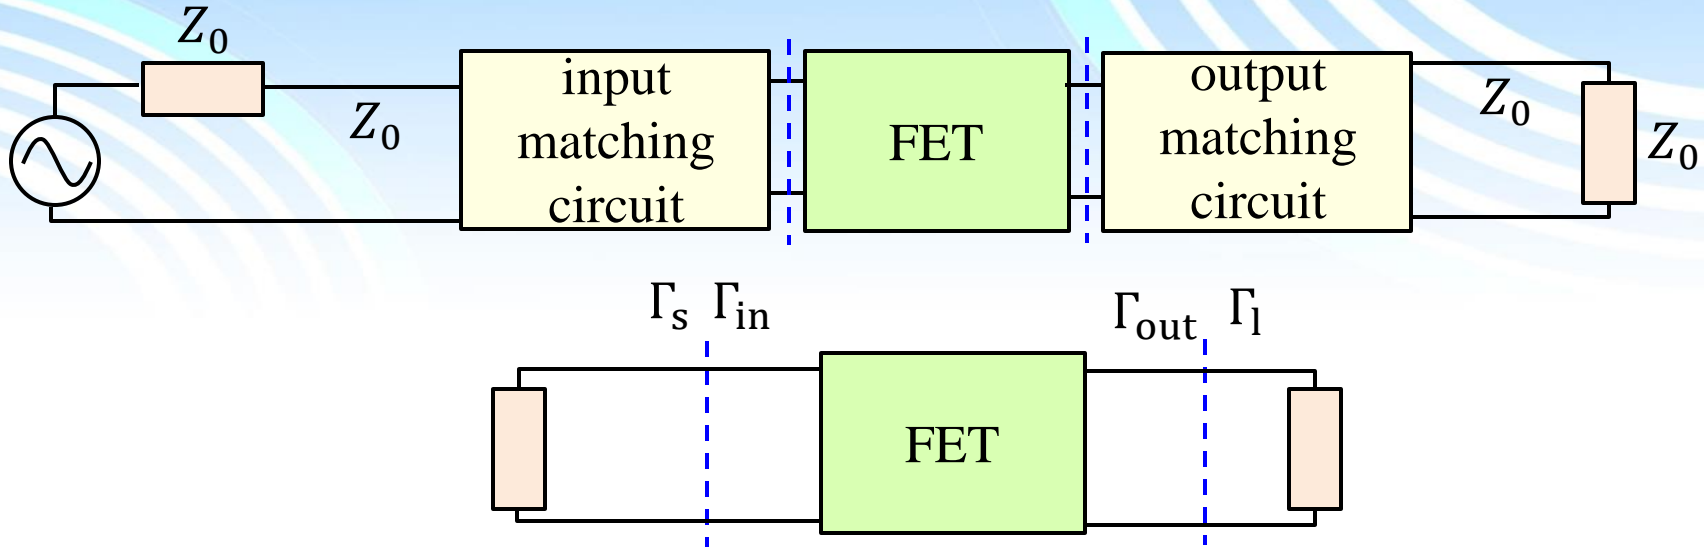 Z₀
Z₀
input
matching
circuit
FET
output
matching
circuit
Z₀
Z₀
Γₛ Γᵢₙ
Γout Γl
FET